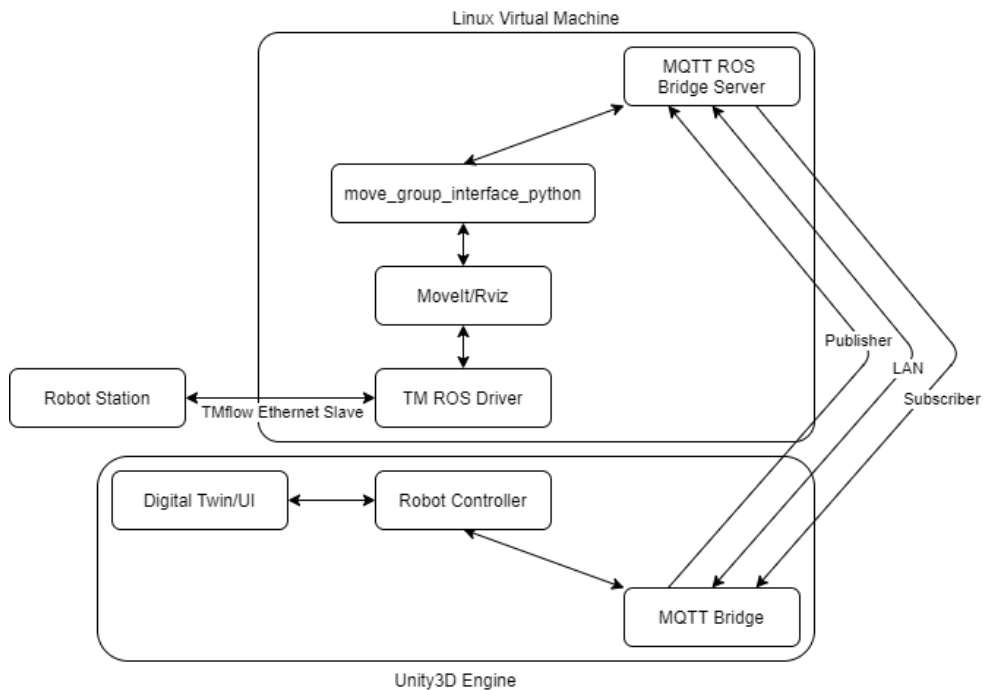 Linux Virtual Machine
MQTT ROS
Bridge Server
move_group_interface_python
MoveIt/Rviz
Publisher
LAN
Robot Station
TMflow Ethernet Slave
TM ROS Driver
Subscriber
Digital Twin/UI
Robot Controller
MQTT Bridge
Unity3D Engine